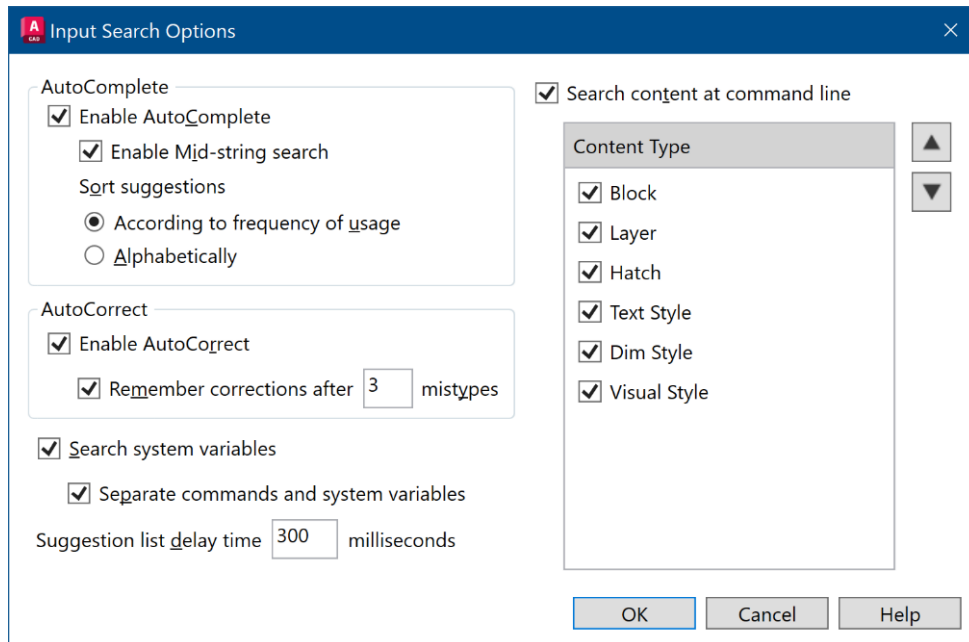 A
CAD
Input Search Options
AutoComplete
Enable AutoComplete
Enable Mid-string search
Sort suggestions
According to frequency of usage
Alphabetically
AutoCorrect
Enable AutoCorrect
Remember corrections after 3 mistypes
Search system variables
Separate commands and system variables
Suggestion list delay time 300 milliseconds
Search content at command line
Content Type
Block
Layer
Hatch
Text Style
Dim Style
Visual Style
OK Cancel Help